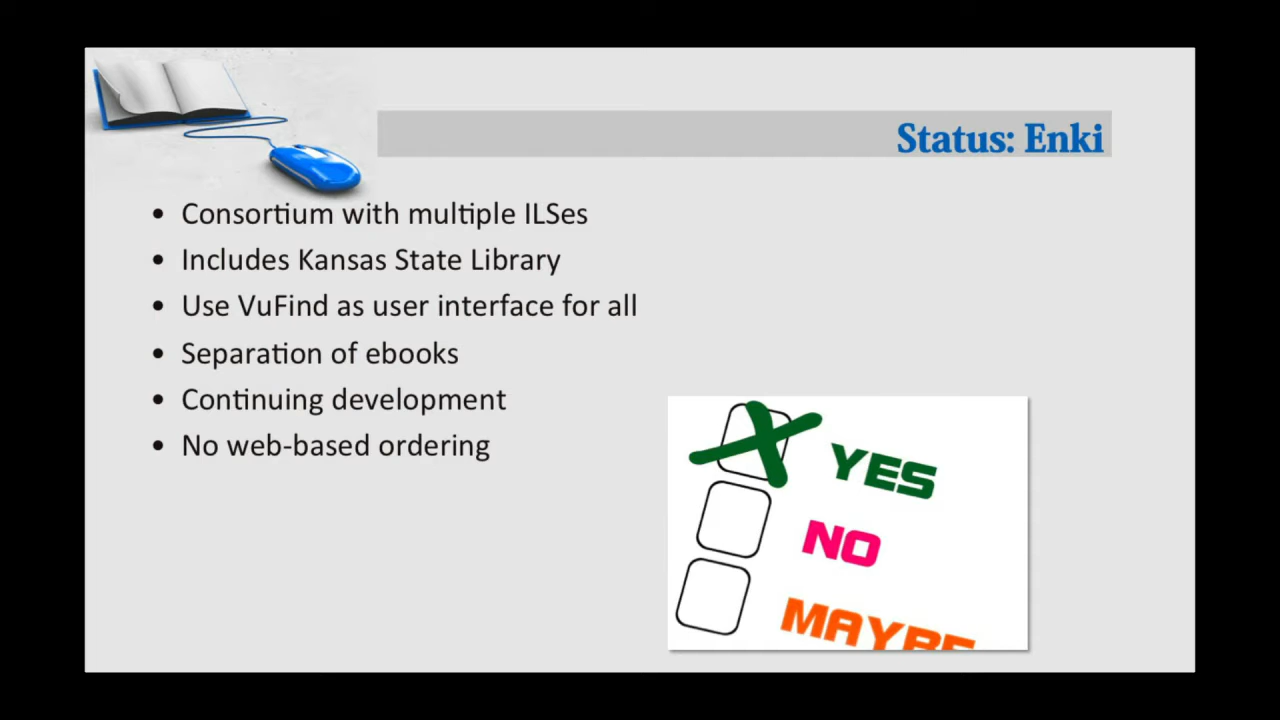 Status: Enki
• Consortium with multiple ILSes
• Includes Kansas State Library
• Use VuFind as user interface for all
• Separation of ebooks
• Continuing development
• No web-based ordering
YES
NO
MAYBE